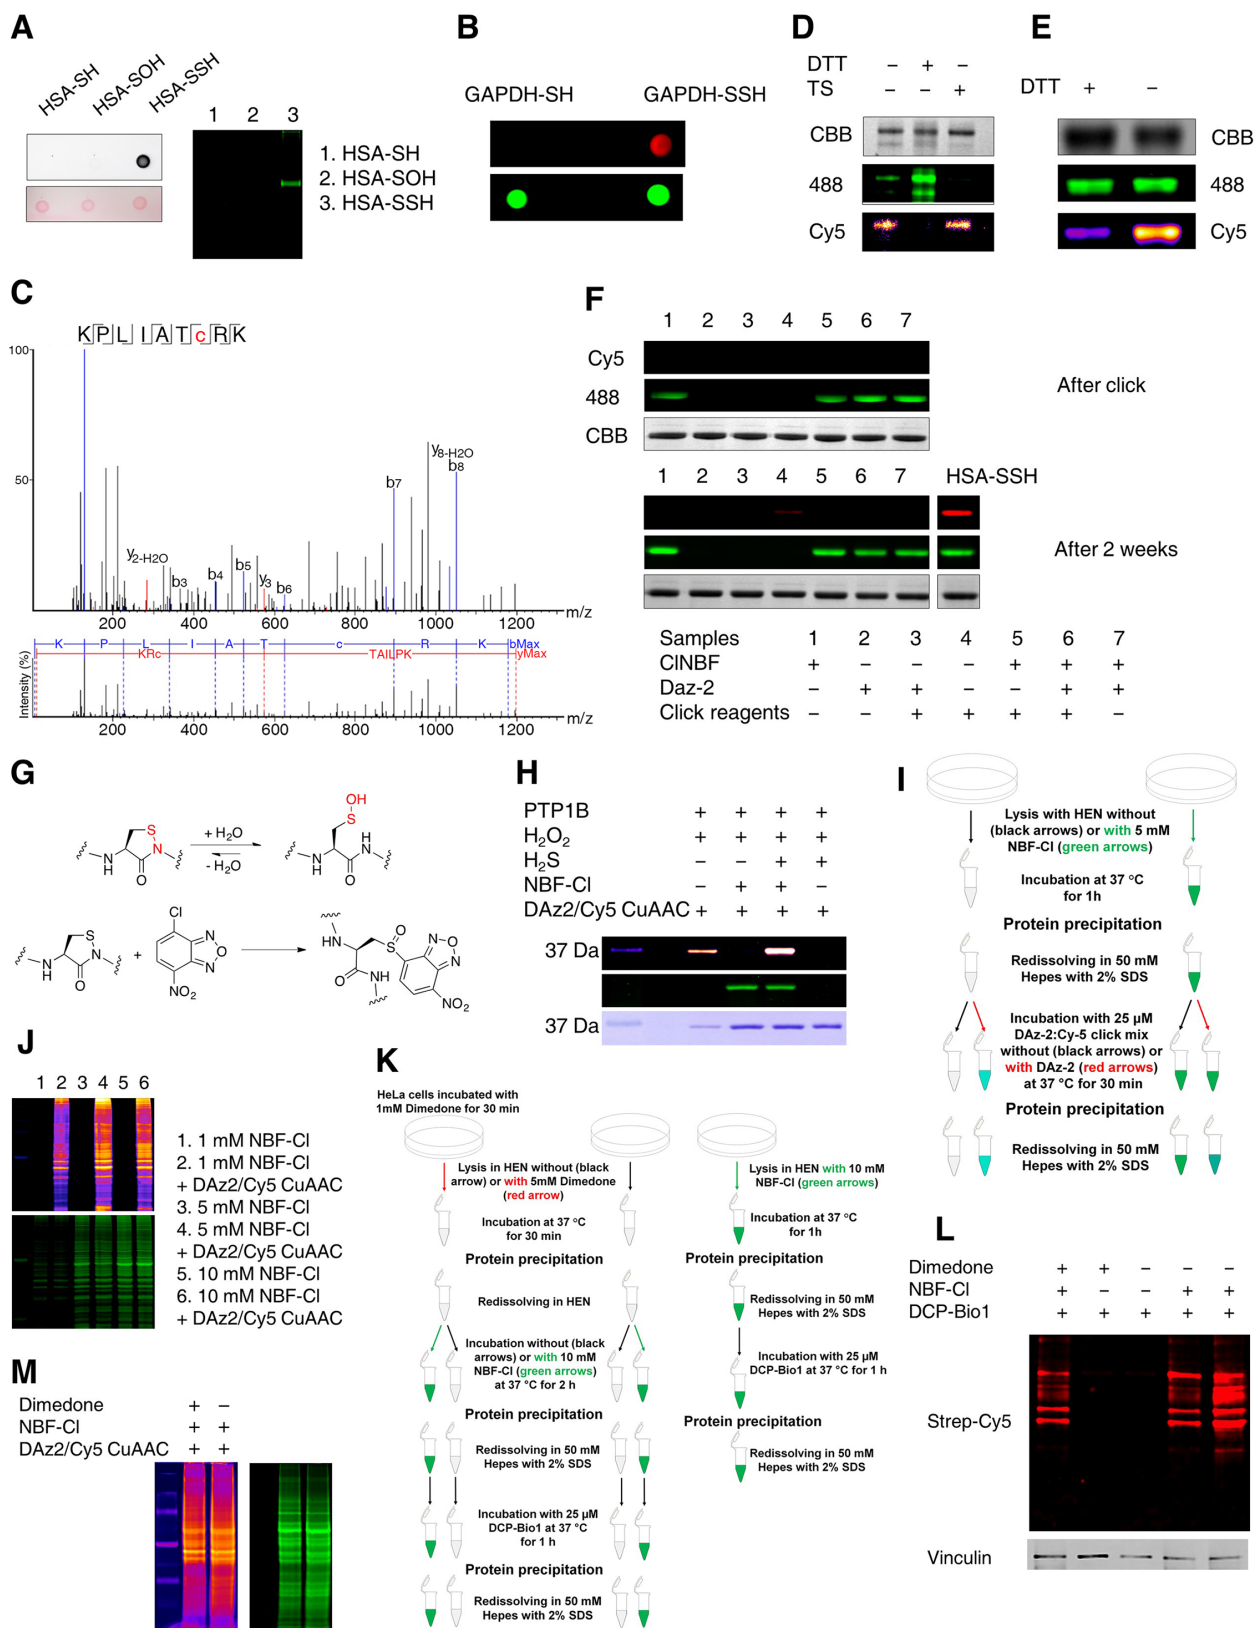 A
HSA-SH
HSA-SOH
HSA-SSH
1 2 3
1. HSA-SH
2. HSA-SOH
3. HSA-SSH
B
GAPDH-SH GAPDH-SSH
D
DTT – + –
TS – – +
CBB
488
Cy5
E
DTT + –
CBB
488
Cy5
C
KPLIATcRK
100
50
y2-H2O
b3
b4
b5
y3
b6
b7
y8-H2O
b8
200 400 600 800 1000 1200 m/z
K P L I A T c R K bMax
KRc TAILPK yMax
Intensity (%)
200 400 600 800 1000 1200 m/z
F
1 2 3 4 5 6 7
Cy5
488
CBB
After click
1 2 3 4 5 6 7 HSA-SSH
After 2 weeks
Samples 1 2 3 4 5 6 7
ClNBF + – – – + + +
Daz-2 – + + – – + +
Click reagents – – + + + + –
G
S
N
N
H
O
+ H2O
- H2O
OH
S
N
H
O
H
N
S
N
N
H
O
+
Cl
N
O
N
NO2
O
S
HN
O
NH
N
O
N
NO2
H
PTP1B + + + +
H2O2 + + + +
H2S – – + +
NBF-Cl – + + –
DAz2/Cy5 CuAAC + + + +
37 Da
37 Da
I
Lysis with HEN without
(black arrows) or with 5 mM
NBF-Cl (green arrows)
Incubation at 37 °C
for 1h
Protein precipitation
Redissolving in 50 mM
Hepes with 2% SDS
Incubation with 25 µM
DAz-2:Cy-5 click mix
without (black arrows) or
with DAz-2 (red arrows)
at 37 °C for 30 min
Protein precipitation
Redissolving in 50 mM
Hepes with 2% SDS
J
1 2 3 4 5 6
1. 1 mM NBF-Cl
2. 1 mM NBF-Cl
+ DAz2/Cy5 CuAAC
3. 5 mM NBF-Cl
4. 5 mM NBF-Cl
+ DAz2/Cy5 CuAAC
5. 10 mM NBF-Cl
6. 10 mM NBF-Cl
+ DAz2/Cy5 CuAAC
K
HeLa cells incubated with
1mM Dimedone for 30 min
Lysis in HEN without (black
arrow) or with 5mM Dimedone
(red arrow)
Incubation at 37 °C
for 30 min
Protein precipitation
Redissolving in HEN
Incubation without (black
arrows) or with 10 mM
NBF-Cl (green arrows)
at 37 °C for 2 h
Protein precipitation
Redissolving in 50 mM
Hepes with 2% SDS
Incubation with 25 µM
DCP-Bio1 at 37 °C
for 1 h
Protein precipitation
Redissolving in 50 mM
Hepes with 2% SDS
Lysis in HEN with 10 mM
NBF-Cl (green arrows)
Incubation at 37 °C
for 1h
Protein precipitation
Redissolving in 50 mM
Hepes with 2% SDS
Incubation with 25 µM
DCP-Bio1 at 37 °C for 1 h
Protein precipitation
Redissolving in 50 mM
Hepes with 2% SDS
L
Dimedone + + – – –
NBF-Cl + – – + +
DCP-Bio1 + + + + +
Strep-Cy5
Vinculin
M
Dimedone + –
NBF-Cl + +
DAz2/Cy5 CuAAC + +